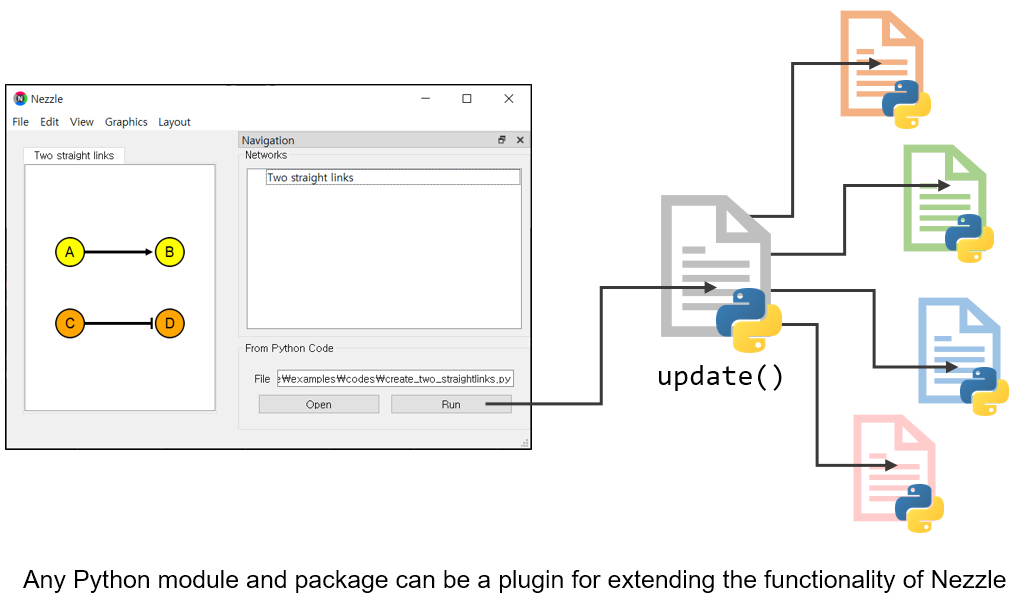 Nezzle
File Edit View Graphics Layout
Navigation
Networks
Two straight links
Two straight links
A B
C D
From Python Code
File e₩examples₩codes₩create_two_straightlinks.py
Open Run
update()
Any Python module and package can be a plugin for extending the functionality of Nezzle